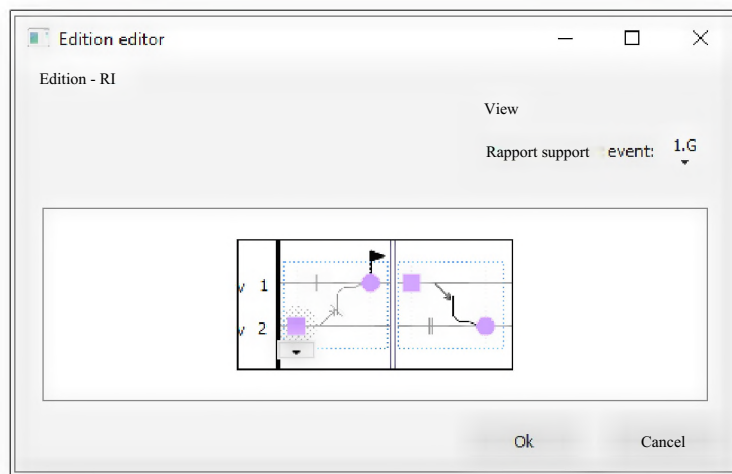 Edition editor
Edition - RI
View
Rapport support event: 1.G
v 1
v 2
Ok Cancel